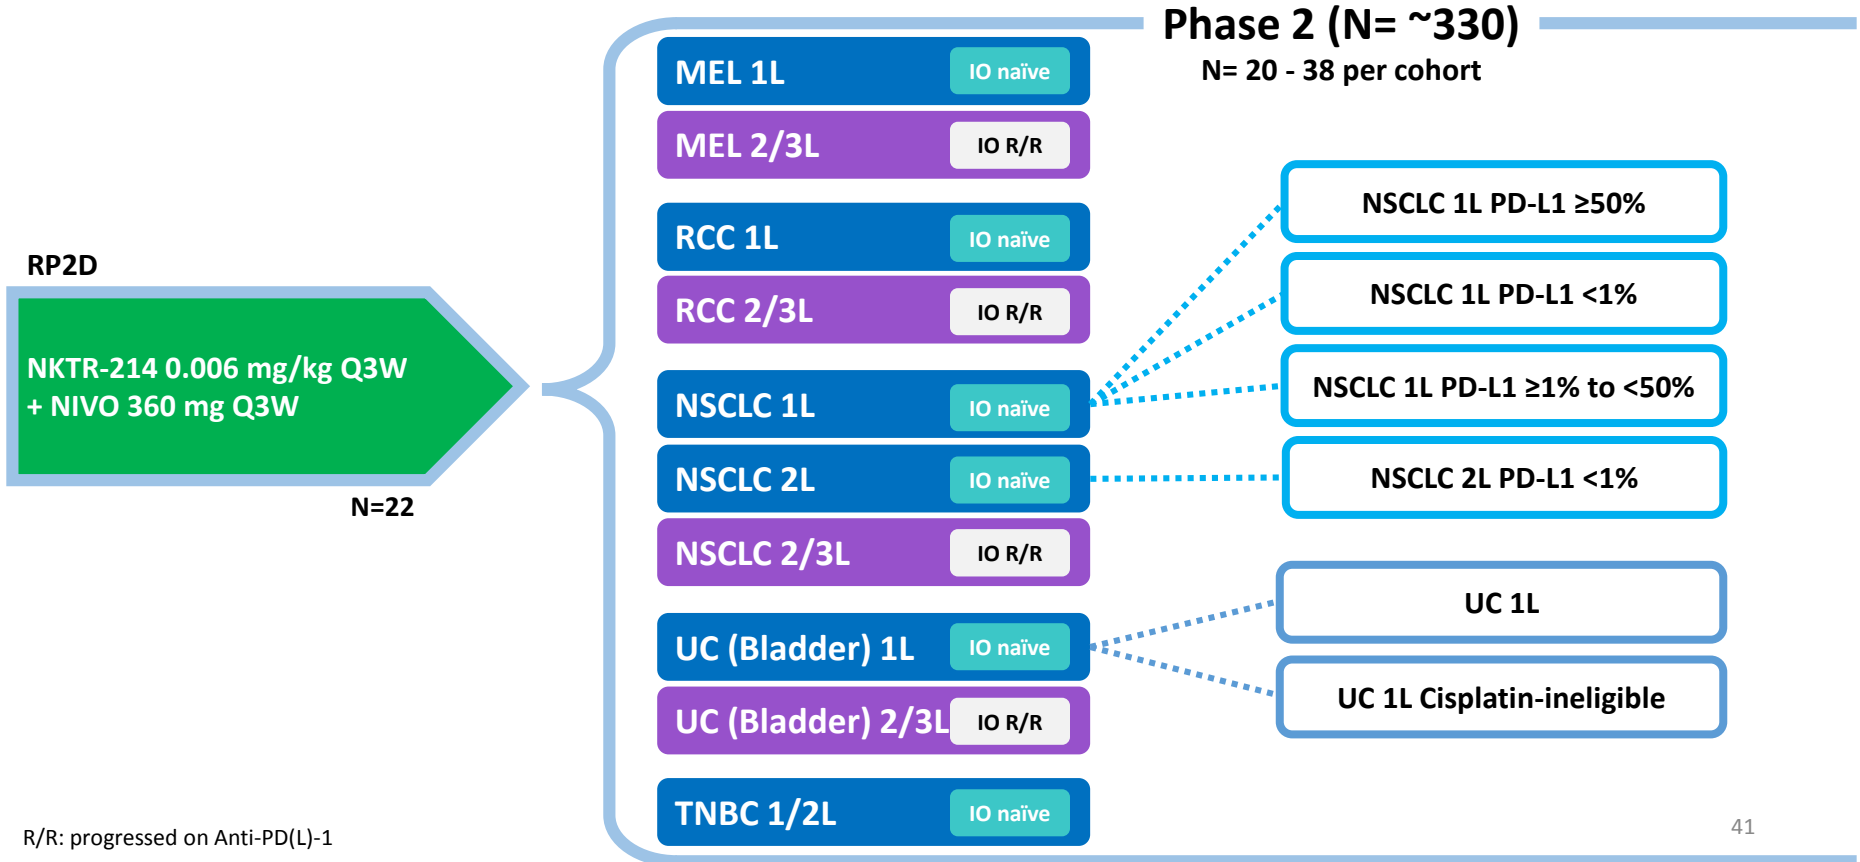 Phase 2 (N= ~330)
N= 20 - 38 per cohort
RP2D
NKTR-214 0.006 mg/kg Q3W
+ NIVO 360 mg Q3W
N=22
MEL 1L IO naïve
MEL 2/3L IO R/R
RCC 1L IO naïve
RCC 2/3L IO R/R
NSCLC 1L IO naïve
NSCLC 2L IO naïve
NSCLC 2/3L IO R/R
UC (Bladder) 1L IO naïve
UC (Bladder) 2/3L IO R/R
TNBC 1/2L IO naïve
NSCLC 1L PD-L1 ≥50%
NSCLC 1L PD-L1 <1%
NSCLC 1L PD-L1 ≥1% to <50%
NSCLC 2L PD-L1 <1%
UC 1L
UC 1L Cisplatin-ineligible
R/R: progressed on Anti-PD(L)-1
41